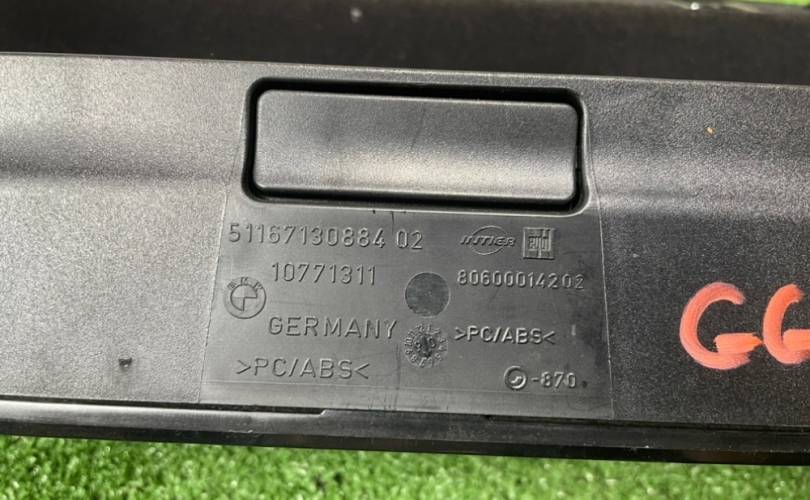 51167130884 02
INTIER
10771311
80600014202
GERMANY
>PC/ABS<
>PC/ABS<
-870
GG